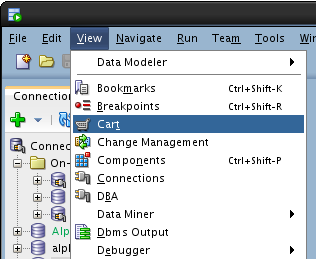 File Edit View Navigate Run Team Tools
Data Modeler
Connection
Bookmarks Ctrl+Shift-K
Breakpoints Ctrl+Shift-R
Cart
Connec
Change Management
On-
Components Ctrl+Shift-P
Connections
DBA
Data Miner
Alp
Dbms Output
alp
Debugger